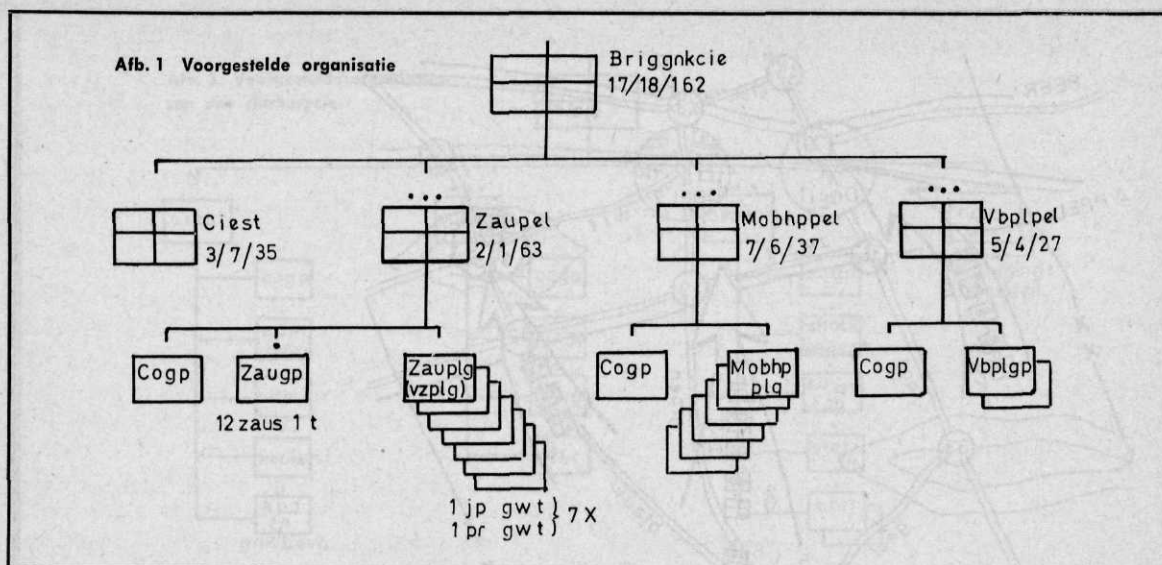 Afb. 1 Voorgestelde organisatie
Briggnkcie
17/18/162
Ciest
3/7/35
Zaupel
2/1/63
Mobhppel
7/6/37
Vbplpel
5/4/27
Cogp
Zaugp
12 zaus 1 t
Zauplg
(vzplg)
1 jp gwt } 7 X
1 pr gwt }
Cogp
Mobhp
plg
Cogp
Vbplgp